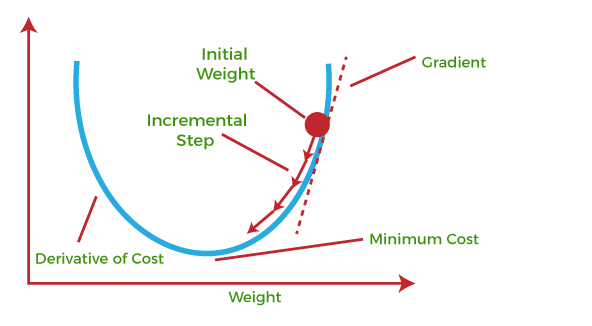 Initial
Weight
Gradient
Incremental
Step
Minimum Cost
Derivative of Cost
Weight